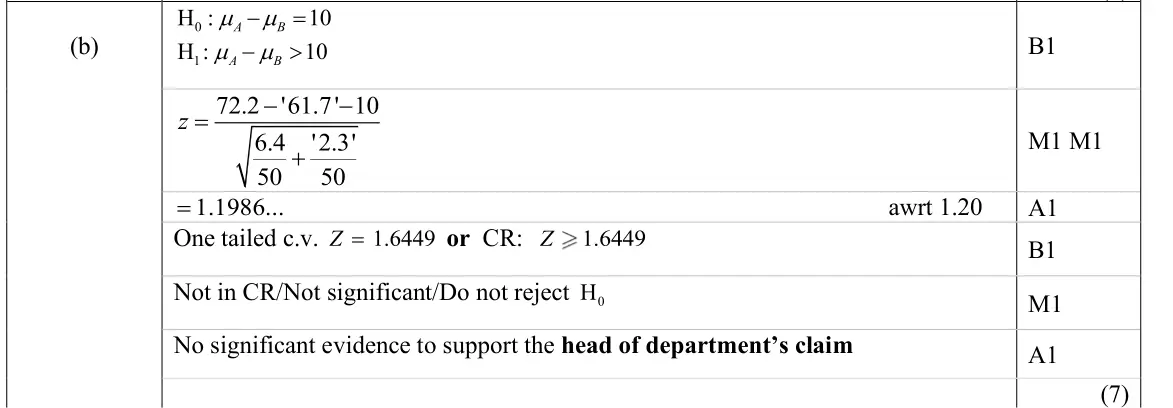 (b)
H₀ : μ_A − μ_B = 10
H₁ : μ_A − μ_B > 10
B1
z = (72.2 − '61.7' − 10) / √(6.4/50 + '2.3'/50)
M1 M1
= 1.1986... awrt 1.20
A1
One tailed c.v. Z = 1.6449 or CR: Z ⩾ 1.6449
B1
Not in CR/Not significant/Do not reject H₀
M1
No significant evidence to support the head of department’s claim
A1
(7)